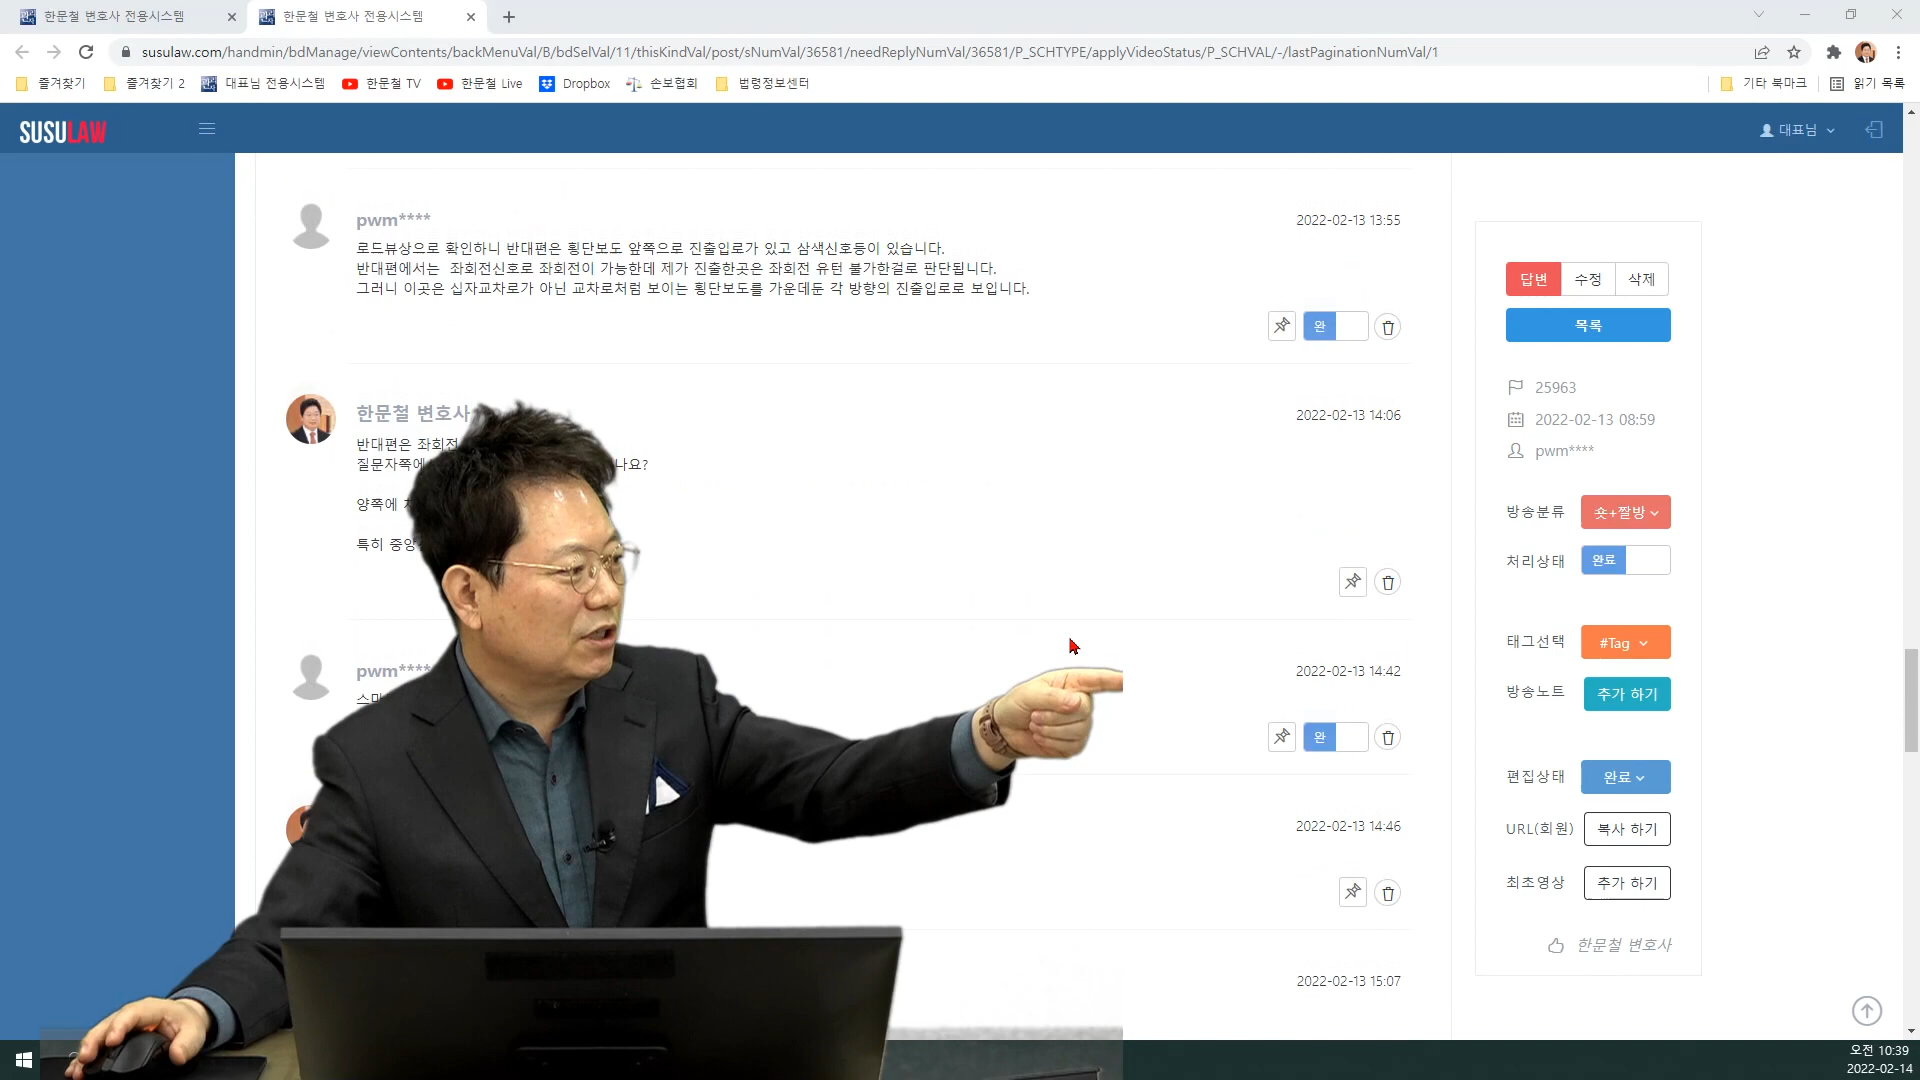 한문철 변호사 전용시스템
한문철 변호사 전용시스템
susulaw.com/handmin/bdManage/viewContents/backMenuVal/B/bdSelVal/11/thisKindVal/post/sNumVal/36581/needReplyNumVal/36581/P_SCHTYPE/applyVideoStatus/P_SCHVAL/-/lastPaginationNumVal/1
즐겨찾기 즐겨찾기 2 대표님 전용시스템 한문철 TV 한문철 Live Dropbox 손보협회 법령정보센터 기타 북마크 읽기 목록
SUSULAW 대표님
pwm**** 2022-02-13 13:55
로드뷰상으로 확인하니 반대편은 횡단보도 앞쪽으로 진출입로가 있고 삼색신호등이 있습니다.
반대편에서는 좌회전신호로 좌회전이 가능한데 제가 진출한곳은 좌회전 유턴 불가한걸로 판단됩니다.
그러니 이곳은 십자교차로가 아닌 교차로처럼 보이는 횡단보도를 가운데둔 각 방향의 진출입로로 보입니다.
완
한문철 변호사 2022-02-13 14:06
반대편은 좌회전
질문자쪽에 나요?
양쪽에
특히 중앙
pwm**** 2022-02-13 14:42
완
2022-02-13 14:46
2022-02-13 15:07
답변 수정 삭제
목록
25963
2022-02-13 08:59
pwm****
방송분류 숏+짤방
처리상태 완료
태그선택 #Tag
방송노트 추가 하기
편집상태 완료
URL(회원) 복사 하기
최초영상 추가 하기
한문철 변호사
오전 10:39
2022-02-14